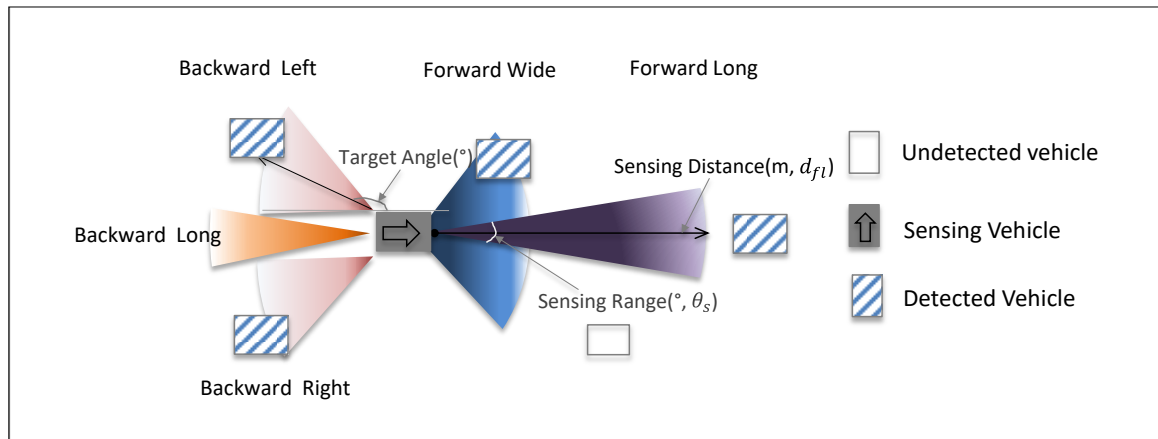 Backward Left
Forward Wide
Forward Long
Target Angle(°)
Sensing Distance(m, d_{fl})
Undetected vehicle
Backward Long
Sensing Vehicle
Sensing Range(°, θ_s)
Detected Vehicle
Backward Right